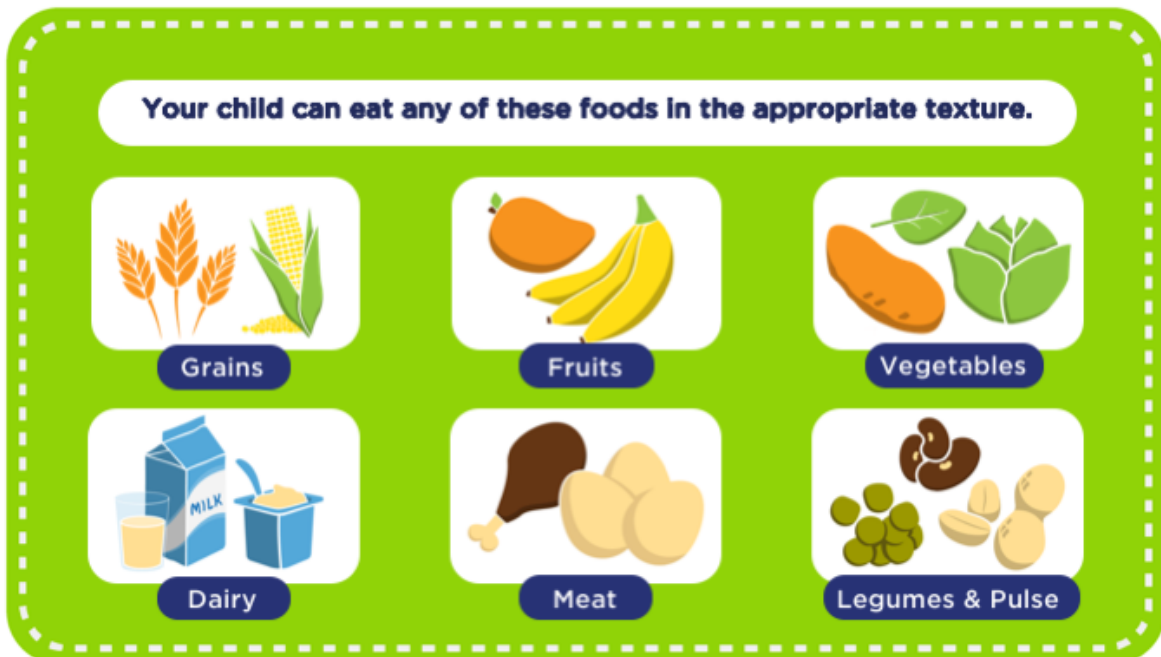 Your child can eat any of these foods in the appropriate texture.
Grains
Fruits
Vegetables
MILK
Dairy
Meat
Legumes & Pulse